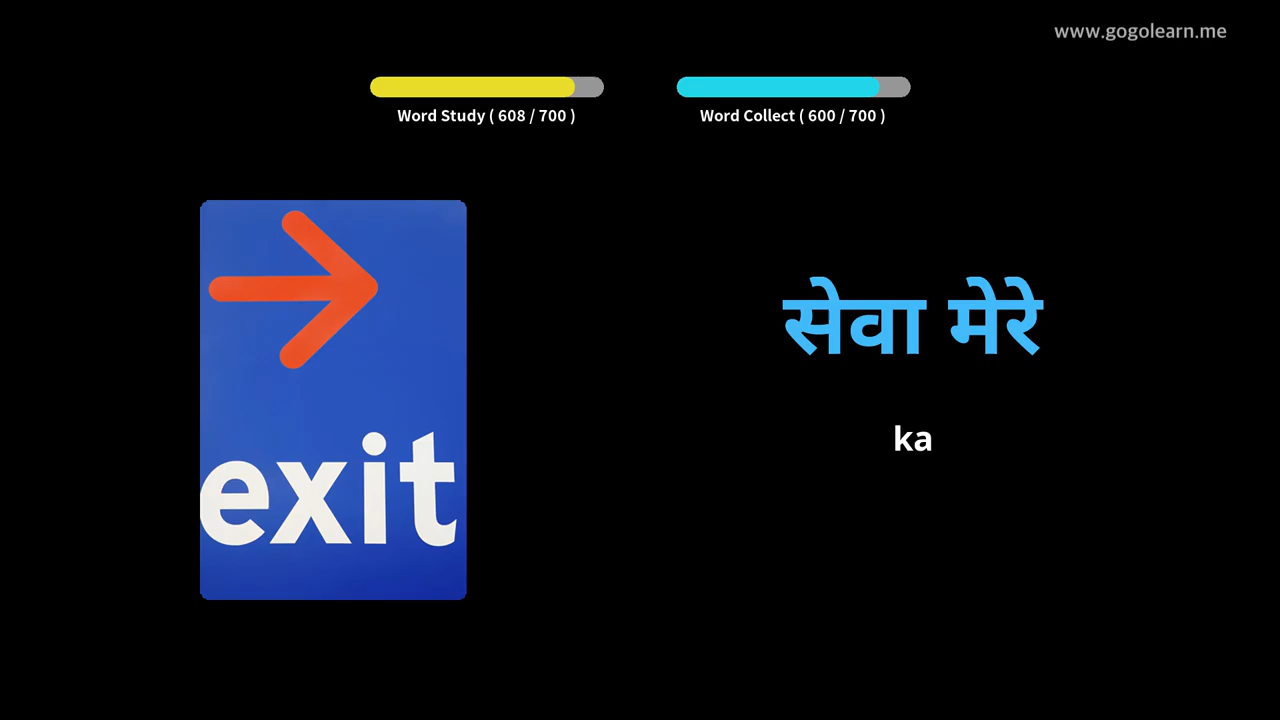 www.gogolearn.me
Word Study ( 608 / 700 )
Word Collect ( 600 / 700 )
exit
सेवा मेरे
ka